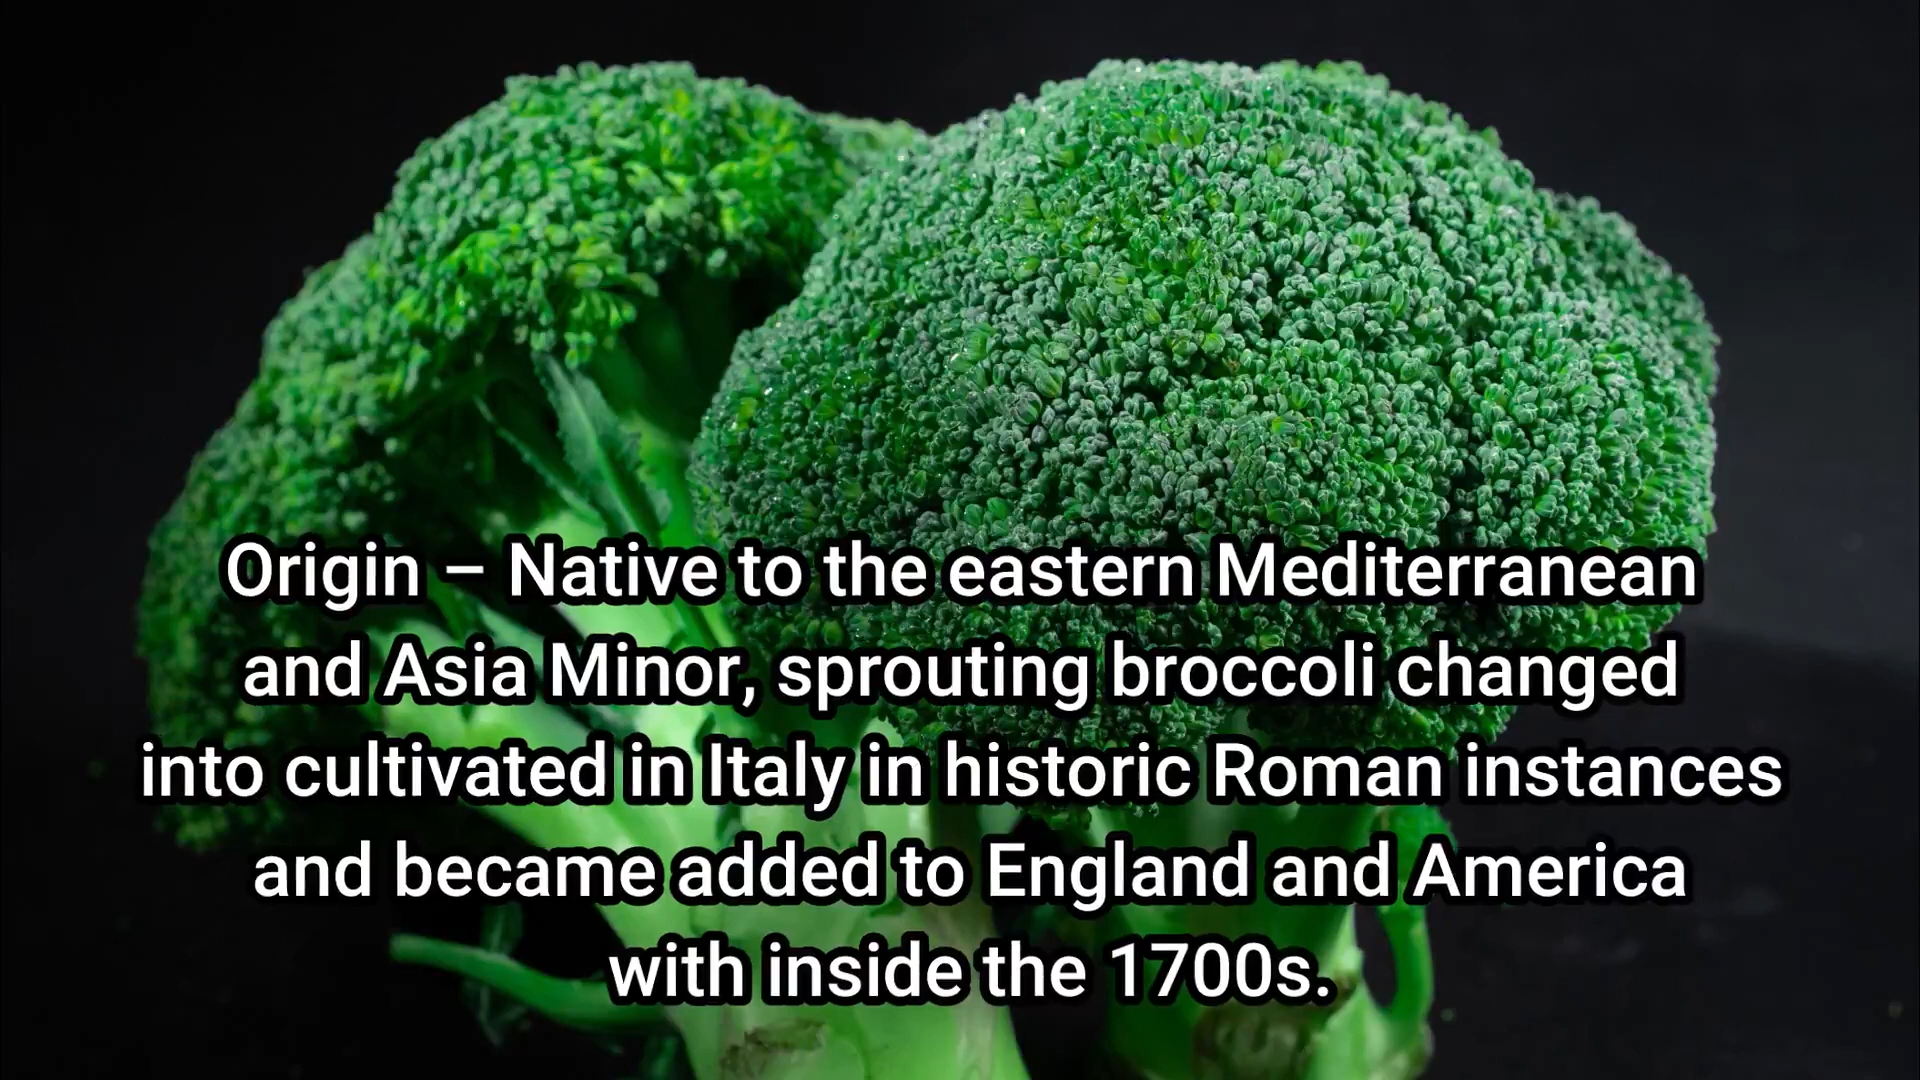 Origin – Native to the eastern Mediterranean
and Asia Minor, sprouting broccoli changed
into cultivated in Italy in historic Roman instances
and became added to England and America
with inside the 1700s.